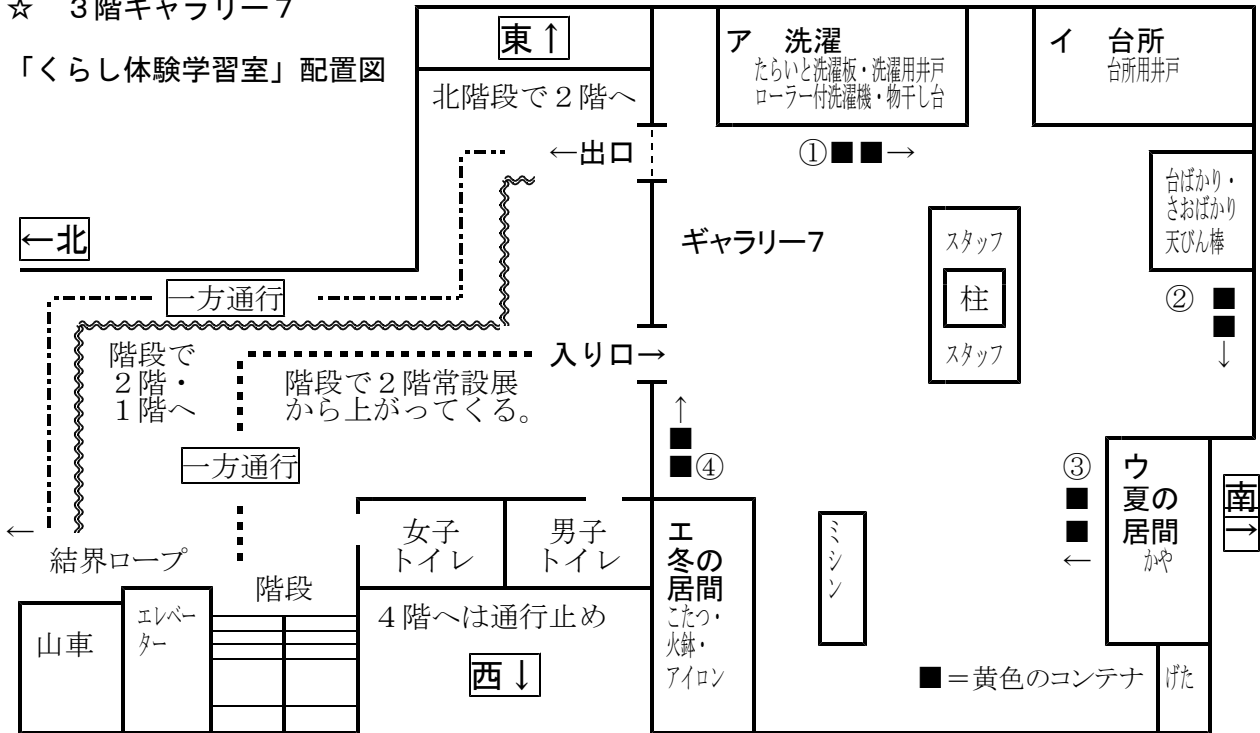 ☆　３階ギャラリー７
「くらし体験学習室」配置図
東↑
北階段で２階へ
←出口
←北
一方通行
階段で
２階・
１階へ
入り口→
階段で２階常設展
から上がってくる。
一方通行
←
結界ロープ
山車
エレベー
ター
階段
女子
トイレ
男子
トイレ
４階へは通行止め
西↓
ア　洗濯
たらいと洗濯板・洗濯用井戸
ローラー付洗濯機・物干し台
イ　台所
台所用井戸
①■■→
台ばかり・
さおばかり
天びん棒
ギャラリー７
スタッフ
柱
スタッフ
②■
■
↓
↑
■
■④
③
■
■
←
ウ
夏の
居間
かや
南
→
エ
冬の
居間
こたつ・
火鉢・
アイロン
ミシン
■＝黄色のコンテナ
げた